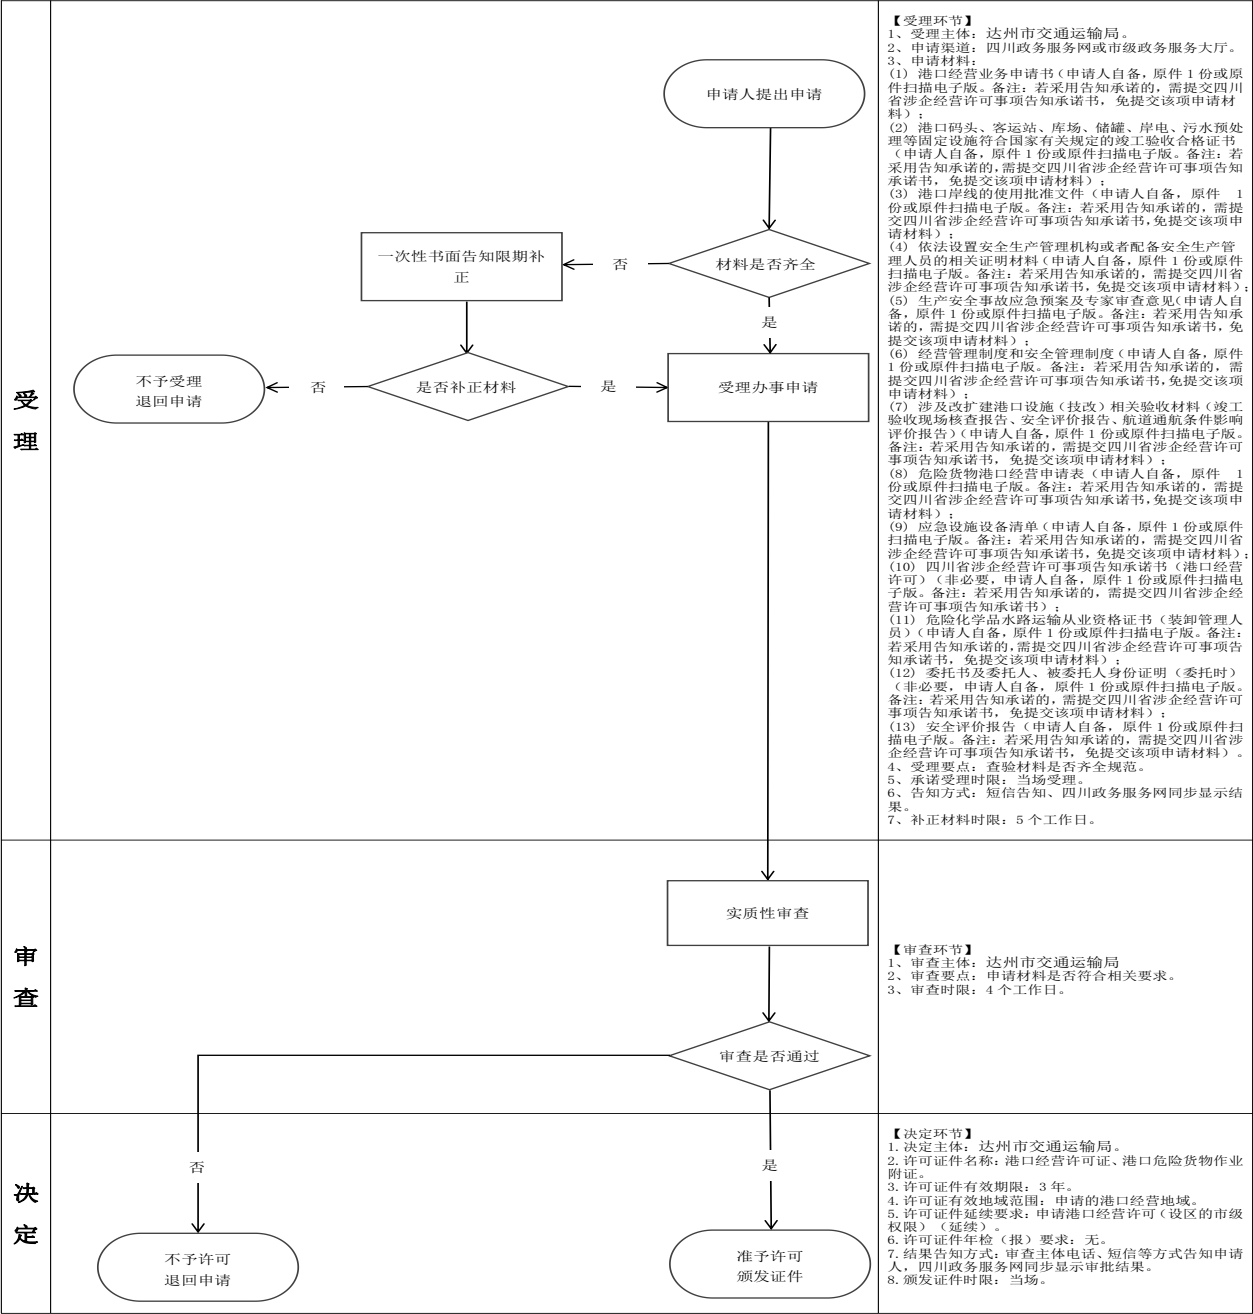 受
理
申请人提出申请
材料是否齐全
否
一次性书面告知限期补
正
是
不予受理
退回申请
否
是否补正材料
是
受理办事申请
【受理环节】
1、受理主体：达州市交通运输局。
2、申请渠道：四川政务服务网或市级政务服务大厅。
3、申请材料：
(1) 港口经营业务申请书（申请人自备，原件 1 份或原
件扫描电子版。备注：若采用告知承诺的，需提交四川
省涉企经营许可事项告知承诺书，免提交该项申请材
料）；
(2) 港口码头、客运站、库场、储罐、岸电、污水预处
理等固定设施符合国家有关规定的竣工验收合格证书
（申请人自备，原件 1 份或原件扫描电子版。备注：若
采用告知承诺的，需提交四川省涉企经营许可事项告知
承诺书，免提交该项申请材料）；
(3) 港口岸线的使用批准文件（申请人自备，原件 1
份或原件扫描电子版。备注：若采用告知承诺的，需提
交四川省涉企经营许可事项告知承诺书，免提交该项申
请材料）；
(4) 依法设置安全生产管理机构或者配备安全生产管
理人员的相关证明材料（申请人自备，原件 1 份或原件
扫描电子版。备注：若采用告知承诺的，需提交四川省
涉企经营许可事项告知承诺书，免提交该项申请材料）；
(5) 生产安全事故应急预案及专家审查意见（申请人自
备，原件 1 份或原件扫描电子版。备注：若采用告知承
诺的，需提交四川省涉企经营许可事项告知承诺书，免
提交该项申请材料）；
(6) 经营管理制度和安全管理制度（申请人自备，原件
1 份或原件扫描电子版。备注：若采用告知承诺的，需
提交四川省涉企经营许可事项告知承诺书，免提交该项
申请材料）；
(7) 涉及改扩建港口设施（技改）相关验收材料（竣工
验收现场核查报告、安全评价报告、航道通航条件影响
评价报告）（申请人自备，原件 1 份或原件扫描电子版。
备注：若采用告知承诺的，需提交四川省涉企经营许可
事项告知承诺书，免提交该项申请材料）；
(8) 危险货物港口经营申请表（申请人自备，原件 1
份或原件扫描电子版。备注：若采用告知承诺的，需提
交四川省涉企经营许可事项告知承诺书，免提交该项申
请材料）；
(9) 应急设施设备清单（申请人自备，原件 1 份或原件
扫描电子版。备注：若采用告知承诺的，需提交四川省
涉企经营许可事项告知承诺书，免提交该项申请材料）；
(10) 四川省涉企经营许可事项告知承诺书（港口经营
许可）（非必要，申请人自备，原件 1 份或原件扫描电
子版。备注：若采用告知承诺的，需提交四川省涉企经
营许可事项告知承诺书）；
(11) 危险化学品水路运输从业资格证书（装卸管理人
员）（申请人自备，原件 1 份或原件扫描电子版。备注：
若采用告知承诺的，需提交四川省涉企经营许可事项告
知承诺书，免提交该项申请材料）；
(12) 委托书及委托人、被委托人身份证明（委托时）
（非必要，申请人自备，原件 1 份或原件扫描电子版。
备注：若采用告知承诺的，需提交四川省涉企经营许可
事项告知承诺书，免提交该项申请材料）；
(13) 安全评价报告（申请人自备，原件 1 份或原件扫
描电子版。备注：若采用告知承诺的，需提交四川省涉
企经营许可事项告知承诺书，免提交该项申请材料）。
4、受理要点：查验材料是否齐全规范。
5、承诺受理时限：当场受理。
6、告知方式：短信告知、四川政务服务网同步显示结
果。
7、补正材料时限：5 个工作日。
审
查
实质性审查
审查是否通过
【审查环节】
1、审查主体：达州市交通运输局
2、审查要点：申请材料是否符合相关要求。
3、审查时限：4 个工作日。
决
定
否
是
不予许可
退回申请
准予许可
颁发证件
【决定环节】
1.决定主体：达州市交通运输局。
2.许可证件名称：港口经营许可证、港口危险货物作业
附证。
3.许可证件有效期限：3 年。
4.许可证有效地域范围：申请的港口经营地域。
5.许可证件延续要求：申请港口经营许可（设区的市级
权限）（延续）。
6.许可证件年检（报）要求：无。
7.结果告知方式：审查主体电话、短信等方式告知申请
人，四川政务服务网同步显示审批结果。
8.颁发证件时限：当场。